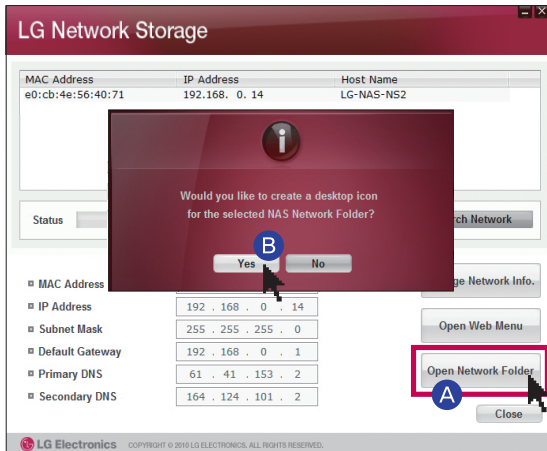 LG Network Storage
MAC Address IP Address Host Name
e0:cb:4e:56:40:71 192.168. 0. 14 LG-NAS-NS2
Would you like to create a desktop icon
for the selected NAS Network Folder?
B
Yes No
Status ch Network
MAC Address ge Network Info.
IP Address 192 . 168 . 0 . 14
Subnet Mask 255 . 255 . 255 . 0 Open Web Menu
Default Gateway 192 . 168 . 0 . 1
Primary DNS 61 . 41 . 153 . 2 Open Network Folder
A
Secondary DNS 164 . 124 . 101 . 2
Close
LG Electronics COPYRIGHT © 2010 LG ELECTRONICS. ALL RIGHTS RESERVED.